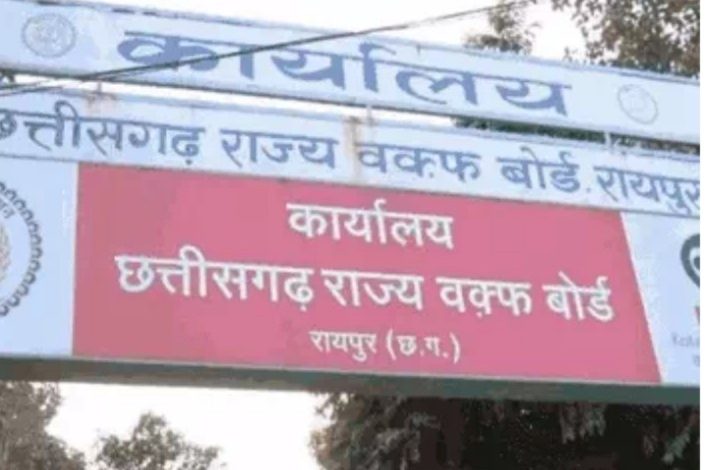 कार्यालय
छत्तीसगढ़ राज्य वक़्फ बोर्ड. रायपुर
कार्यालय
छत्तीसगढ़ राज्य वक़्फ बोर्ड
रायपुर (छ.ग.)